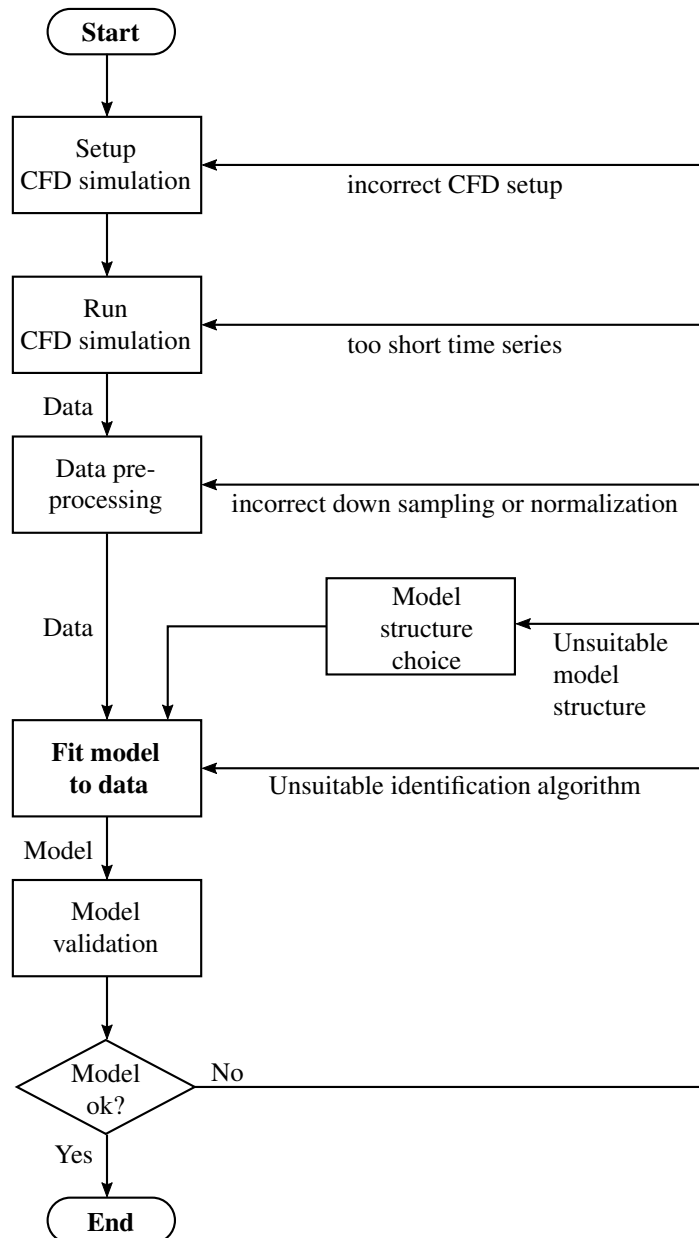 Start
Setup
CFD simulation
incorrect CFD setup
Run
CFD simulation
too short time series
Data
Data pre-
processing
incorrect down sampling or normalization
Data
Model
structure
choice
Unsuitable
model
structure
Fit model
to data
Unsuitable identification algorithm
Model
Model
validation
Model
ok?
No
Yes
End